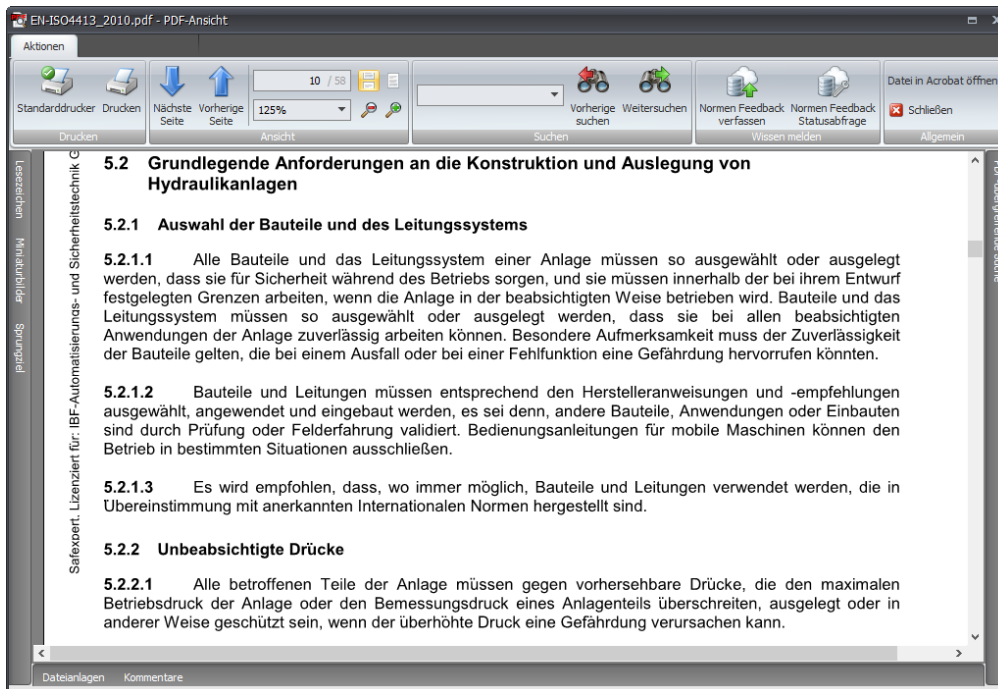 EN-ISO4413_2010.pdf - PDF-Ansicht
Aktionen
10 / 58
125%
Standarddrucker Drucken Nächste Seite Vorherige Seite
Vorherige suchen Weitersuchen
Normen Feedback verfassen Normen Feedback Statusabfrage
Datei in Acrobat öffnen
Schließen
Drucken Ansicht Suchen Wissen melden Allgemein
Lesezeichen
Miniaturbilder
Sprungziel
Safexpert. Lizenziert für: IBF-Automatisierungs- und Sicherheitstechnik G
5.2 Grundlegende Anforderungen an die Konstruktion und Auslegung von
Hydraulikanlagen
5.2.1 Auswahl der Bauteile und des Leitungssystems
5.2.1.1 Alle Bauteile und das Leitungssystem einer Anlage müssen so ausgewählt oder ausgelegt
werden, dass sie für Sicherheit während des Betriebs sorgen, und sie müssen innerhalb der bei ihrem Entwurf
festgelegten Grenzen arbeiten, wenn die Anlage in der beabsichtigten Weise betrieben wird. Bauteile und das
Leitungssystem müssen so ausgewählt oder ausgelegt werden, dass sie bei allen beabsichtigten
Anwendungen der Anlage zuverlässig arbeiten können. Besondere Aufmerksamkeit muss der Zuverlässigkeit
der Bauteile gelten, die bei einem Ausfall oder bei einer Fehlfunktion eine Gefährdung hervorrufen könnten.
5.2.1.2 Bauteile und Leitungen müssen entsprechend den Herstelleranweisungen und -empfehlungen
ausgewählt, angewendet und eingebaut werden, es sei denn, andere Bauteile, Anwendungen oder Einbauten
sind durch Prüfung oder Felderfahrung validiert. Bedienungsanleitungen für mobile Maschinen können den
Betrieb in bestimmten Situationen ausschließen.
5.2.1.3 Es wird empfohlen, dass, wo immer möglich, Bauteile und Leitungen verwendet werden, die in
Übereinstimmung mit anerkannten Internationalen Normen hergestellt sind.
5.2.2 Unbeabsichtigte Drücke
5.2.2.1 Alle betroffenen Teile der Anlage müssen gegen vorhersehbare Drücke, die den maximalen
Betriebsdruck der Anlage oder den Bemessungsdruck eines Anlagenteils überschreiten, ausgelegt oder in
anderer Weise geschützt sein, wenn der überhöhte Druck eine Gefährdung verursachen kann.
Dateianlagen Kommentare